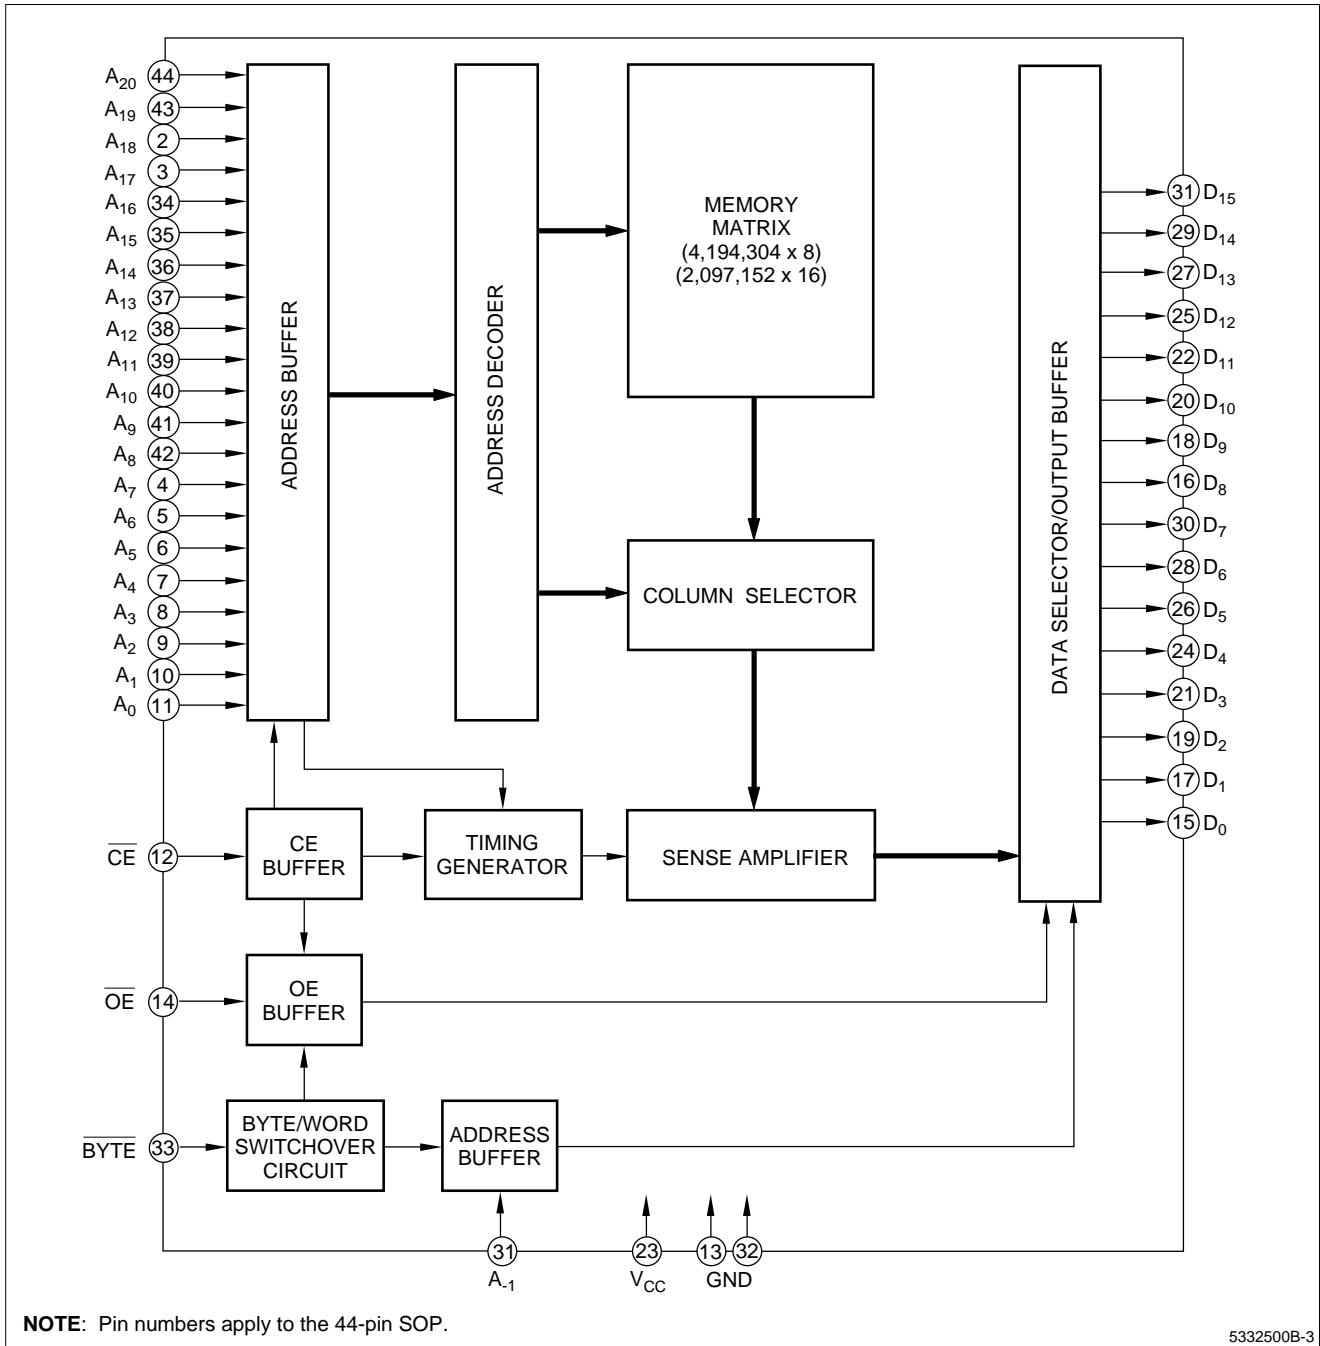 A20 44
A19 43
A18 2
A17 3
A16 34
A15 35
A14 36
A13 37
A12 38
A11 39
A10 40
A9 41
A8 42
A7 4
A6 5
A5 6
A4 7
A3 8
A2 9
A1 10
A0 11
ADDRESS BUFFER
ADDRESS DECODER
MEMORY
MATRIX
(4,194,304 x 8)
(2,097,152 x 16)
COLUMN SELECTOR
DATA SELECTOR/OUTPUT BUFFER
31 D15
29 D14
27 D13
25 D12
22 D11
20 D10
18 D9
16 D8
30 D7
28 D6
26 D5
24 D4
21 D3
19 D2
17 D1
15 D0
CE 12
CE
BUFFER
TIMING
GENERATOR
SENSE AMPLIFIER
OE 14
OE
BUFFER
BYTE 33
BYTE/WORD
SWITCHOVER
CIRCUIT
ADDRESS
BUFFER
31
A-1
23
VCC
13 32
GND
NOTE: Pin numbers apply to the 44-pin SOP.
5332500B-3